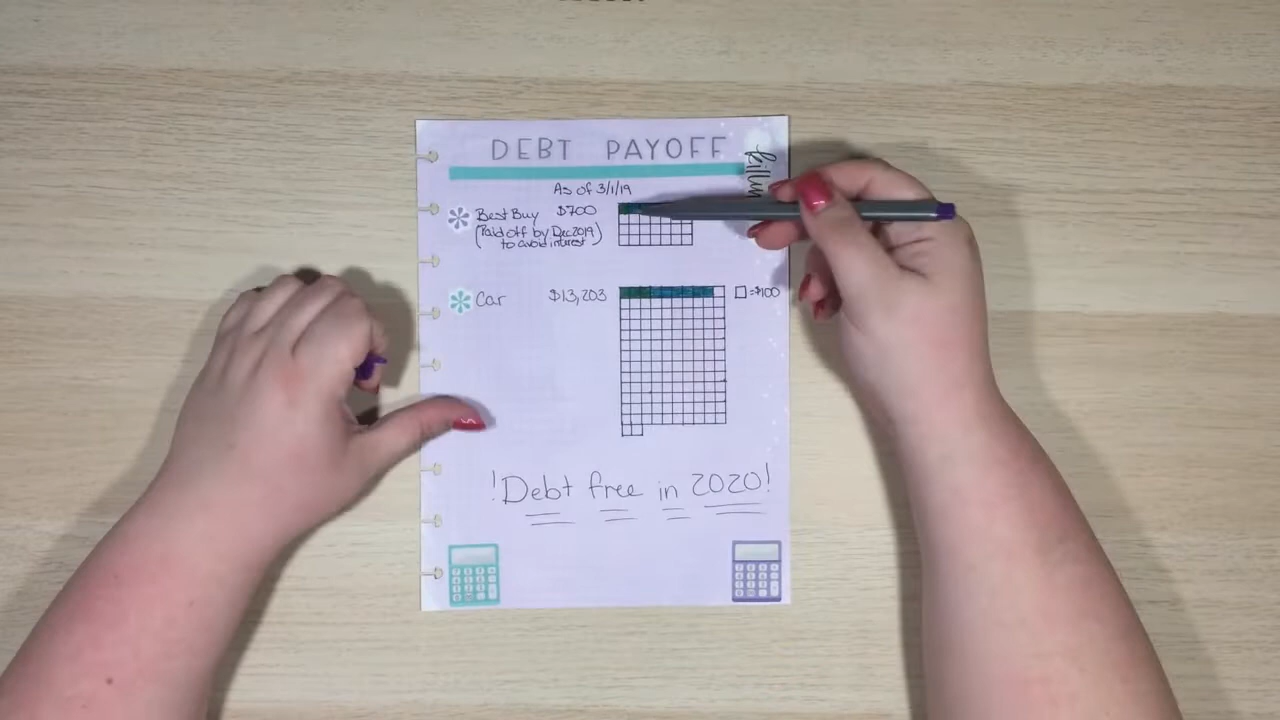 DEBT PAYOFF
As of 3/1/19
Best Buy $700
(Paid off by Dec 2019)
to avoid interest
Car $13,203 □=$100
!Debt free in 2020!